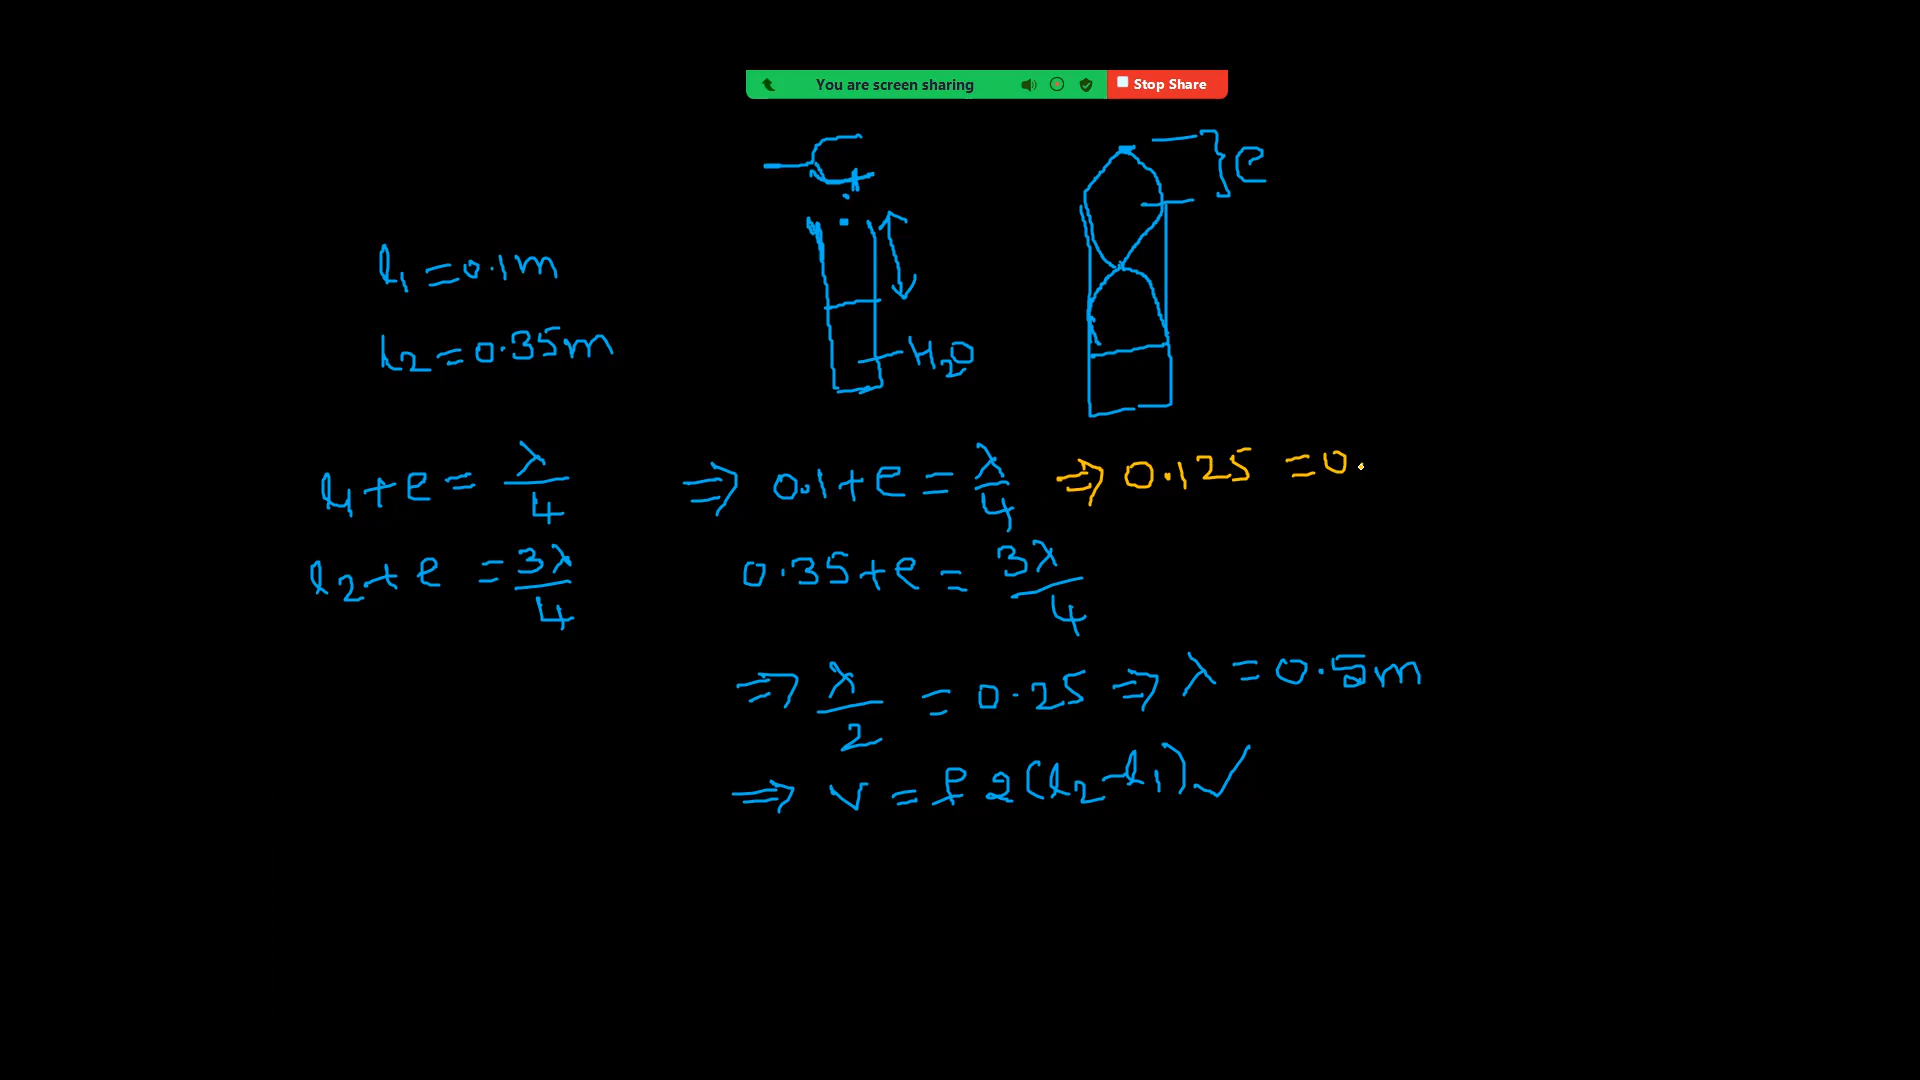 You are screen sharing Stop Share
e
l₁ = 0.1m
l₂ = 0.35m
H₂O
l₁ + e = λ/4 ⇒ 0.1 + e = λ/4 ⇒ 0.125 = 0.
l₂ + e = 3λ/4 0.35 + e = 3λ/4
⇒ λ/2 = 0.25 ⇒ λ = 0.5m
⇒ v = f 2(l₂ - l₁) ✓